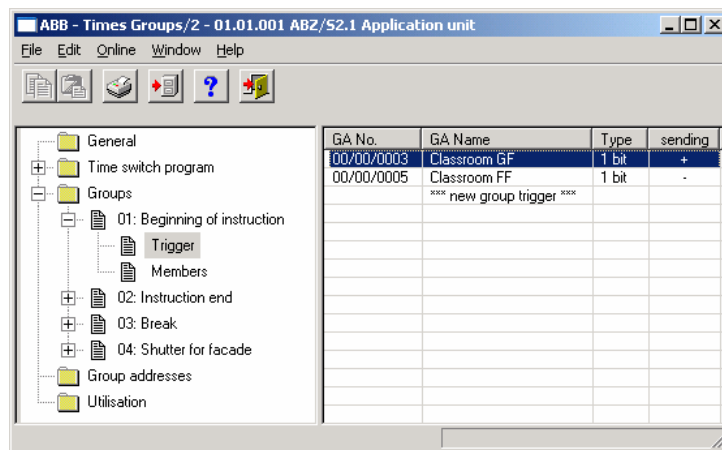 ABB - Times Groups/2 - 01.01.001 ABZ/S2.1 Application unit
File Edit Online Window Help
General
Time switch program
Groups
01: Beginning of instruction
Trigger
Members
02: Instruction end
03: Break
04: Shutter for facade
Group addresses
Utilisation
GA No. GA Name Type sending
00/00/0003 Classroom GF 1 bit +
00/00/0005 Classroom FF 1 bit -
*** new group trigger ***